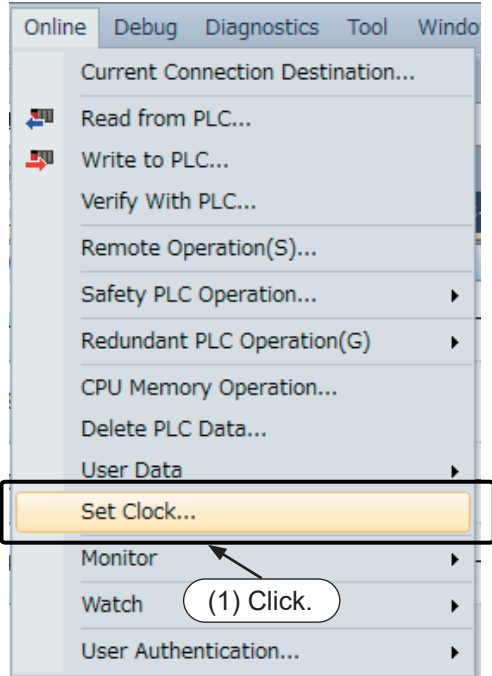 Online Debug Diagnostics Tool Windo
Current Connection Destination...
Read from PLC...
Write to PLC...
Verify With PLC...
Remote Operation(S)...
Safety PLC Operation...
Redundant PLC Operation(G)
CPU Memory Operation...
Delete PLC Data...
User Data
Set Clock...
Monitor
(1) Click.
Watch
User Authentication...